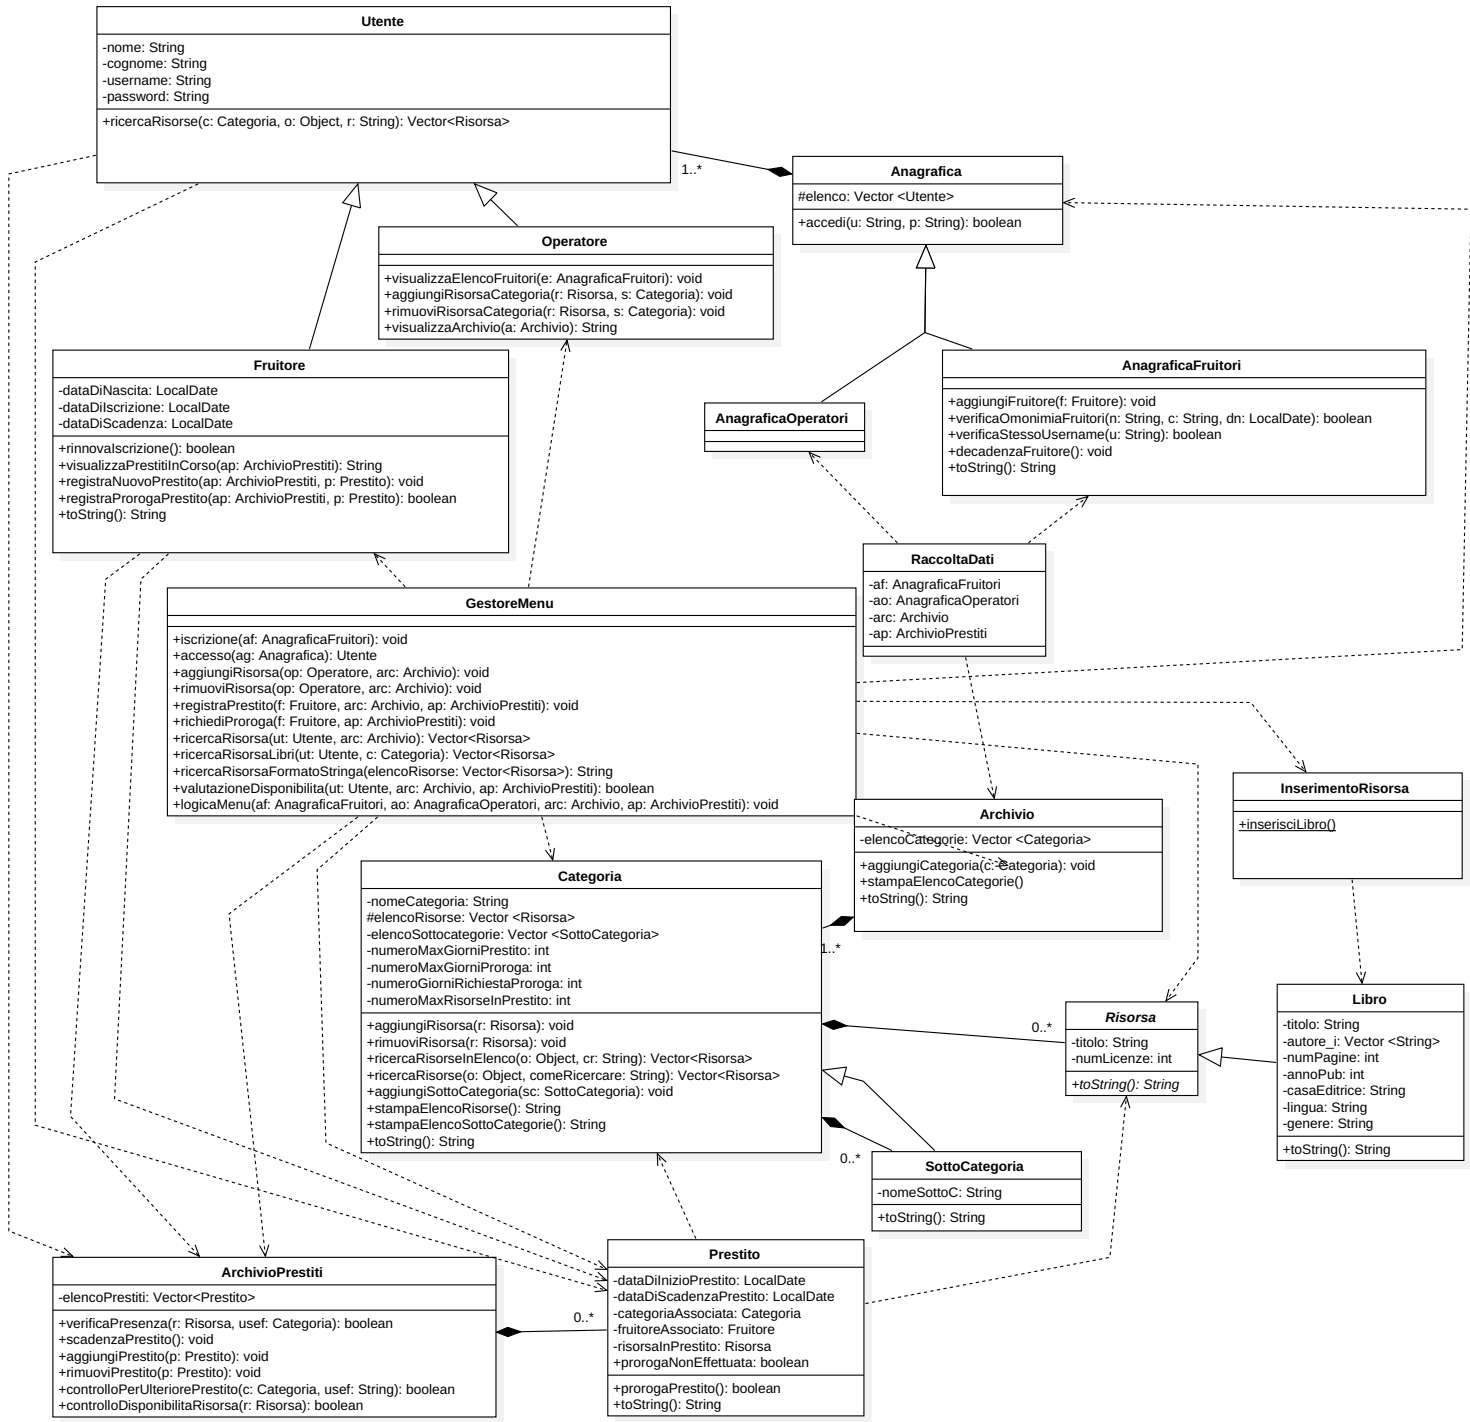 Utente
-nome: String
-cognome: String
-username: String
-password: String
+ricercaRisorse(c: Categoria, o: Object, r: String): Vector<Risorsa>
1..*
Anagrafica
#elenco: Vector <Utente>
+accedi(u: String, p: String): boolean
Operatore
+visualizzaElencoFruitori(e: AnagraficaFruitori): void
+aggiungiRisorsaCategoria(r: Risorsa, s: Categoria): void
+rimuoviRisorsaCategoria(r: Risorsa, s: Categoria): void
+visualizzaArchivio(a: Archivio): String
Fruitore
-dataDiNascita: LocalDate
-dataDiIscrizione: LocalDate
-dataDiScadenza: LocalDate
+rinnovaIscrizione(): boolean
+visualizzaPrestitiInCorso(ap: ArchivioPrestiti): String
+registraNuovoPrestito(ap: ArchivioPrestiti, p: Prestito): void
+registraProrogaPrestito(ap: ArchivioPrestiti, p: Prestito): boolean
+toString(): String
AnagraficaOperatori
AnagraficaFruitori
+aggiungiFruitore(f: Fruitore): void
+verificaOmonimiaFruitori(n: String, c: String, dn: LocalDate): boolean
+verificaStessoUsername(u: String): boolean
+decadenzaFruitore(): void
+toString(): String
RaccoltaDati
-af: AnagraficaFruitori
-ao: AnagraficaOperatori
-arc: Archivio
-ap: ArchivioPrestiti
GestoreMenu
+iscrizione(af: AnagraficaFruitori): void
+accesso(ag: Anagrafica): Utente
+aggiungiRisorsa(op: Operatore, arc: Archivio): void
+rimuoviRisorsa(op: Operatore, arc: Archivio): void
+registraPrestito(f: Fruitore, arc: Archivio, ap: ArchivioPrestiti): void
+richiediProroga(f: Fruitore, ap: ArchivioPrestiti): void
+ricercaRisorsa(ut: Utente, arc: Archivio): Vector<Risorsa>
+ricercaRisorsaLibri(ut: Utente, c: Categoria): Vector<Risorsa>
+ricercaRisorsaFormatoStringa(elencoRisorse: Vector<Risorsa>): String
+valutazioneDisponibilita(ut: Utente, arc: Archivio, ap: ArchivioPrestiti): boolean
+logicaMenu(af: AnagraficaFruitori, ao: AnagraficaOperatori, arc: Archivio, ap: ArchivioPrestiti): void
InserimentoRisorsa
+inserisciLibro()
Archivio
-elencoCategorie: Vector <Categoria>
+aggiungiCategoria(c: Categoria): void
+stampaElencoCategorie()
+toString(): String
1..*
Categoria
-nomeCategoria: String
#elencoRisorse: Vector <Risorsa>
-elencoSottocategorie: Vector <SottoCategoria>
-numeroMaxGiorniPrestito: int
-numeroMaxGiorniProroga: int
-numeroGiorniRichiestaProroga: int
-numeroMaxRisorseInPrestito: int
+aggiungiRisorsa(r: Risorsa): void
+rimuoviRisorsa(r: Risorsa): void
+ricercaRisorseInElenco(o: Object, cr: String): Vector<Risorsa>
+ricercaRisorse(o: Object, comeRicercare: String): Vector<Risorsa>
+aggiungiSottoCategoria(sc: SottoCategoria): void
+stampaElencoRisorse(): String
+stampaElencoSottoCategorie(): String
+toString(): String
0..*
Risorsa
-titolo: String
-numLicenze: int
+toString(): String
Libro
-titolo: String
-autore_i: Vector <String>
-numPagine: int
-annoPub: int
-casaEditrice: String
-lingua: String
-genere: String
+toString(): String
0..*
SottoCategoria
-nomeSottoC: String
+toString(): String
ArchivioPrestiti
-elencoPrestiti: Vector<Prestito>
+verificaPresenza(r: Risorsa, usef: Categoria): boolean
+scadenzaPrestito(): void
+aggiungiPrestito(p: Prestito): void
+rimuoviPrestito(p: Prestito): void
+controlloPerUlteriorePrestito(c: Categoria, usef: String): boolean
+controlloDisponibilitaRisorsa(r: Risorsa): boolean
0..*
Prestito
-dataDiInizioPrestito: LocalDate
-dataDiScadenzaPrestito: LocalDate
-categoriaAssociata: Categoria
-fruitoreAssociato: Fruitore
-risorsaInPrestito: Risorsa
+prorogaNonEffettuata: boolean
+prorogaPrestito(): boolean
+toString(): String